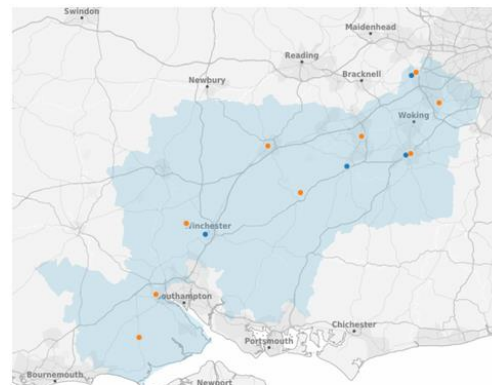 Swindon
Maidenhead
Reading
Bracknell
Newbury
Woking
Winchester
Southampton
Chichester
Portsmouth
Bournemouth
Newport